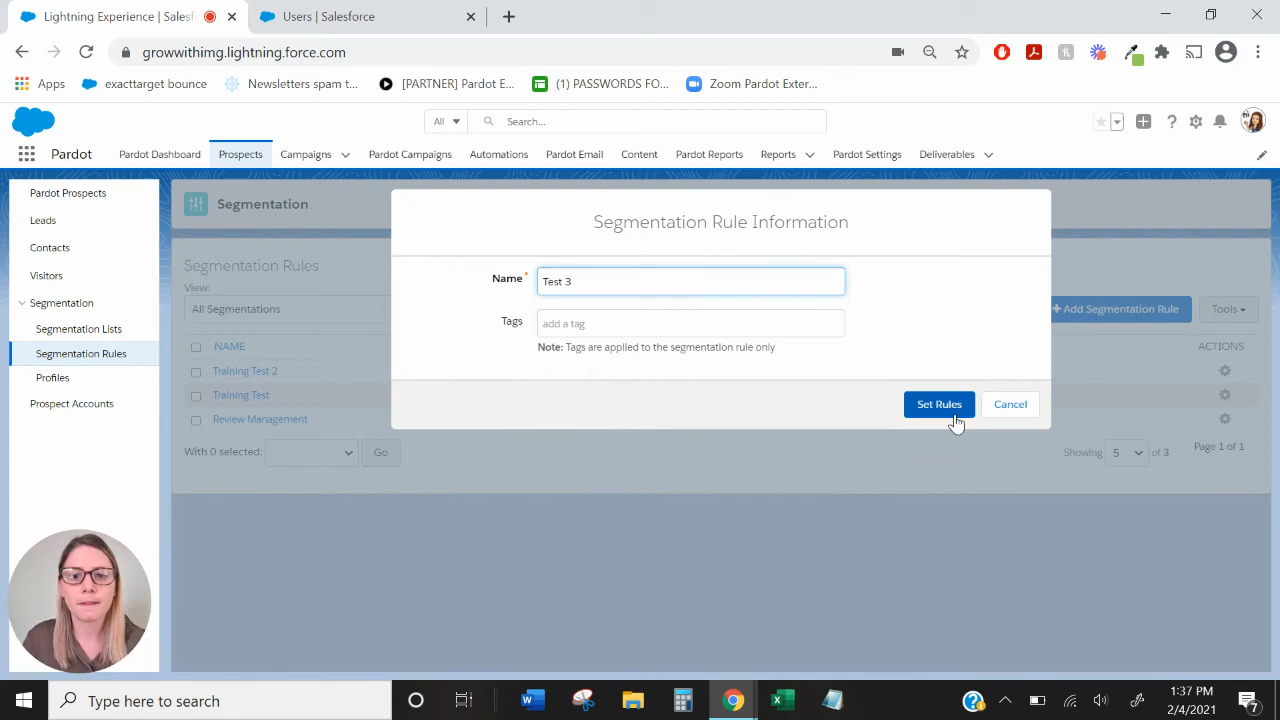 Lightning Experience | Salesf
Users | Salesforce
growwithimg.lightning.force.com
Apps
exacttarget bounce
Newsletters spam t...
[PARTNER] Pardot E...
(1) PASSWORDS FO...
Zoom Pardot Exter...
All
Search...
Pardot
Pardot Dashboard
Prospects
Campaigns
Pardot Campaigns
Automations
Pardot Email
Content
Pardot Reports
Reports
Pardot Settings
Deliverables
Pardot Prospects
Leads
Contacts
Visitors
Segmentation
Segmentation Lists
Segmentation Rules
Profiles
Prospect Accounts
Segmentation
Segmentation Rules
View:
All Segmentations
+ Add Segmentation Rule
Tools
NAME
ACTIONS
Training Test 2
Training Test
Review Management
With 0 selected:
Go
Showing 5 of 3
Page 1 of 1
Segmentation Rule Information
Name*
Test 3
Tags
add a tag
Note: Tags are applied to the segmentation rule only
Set Rules
Cancel
Type here to search
1:37 PM
2/4/2021
7